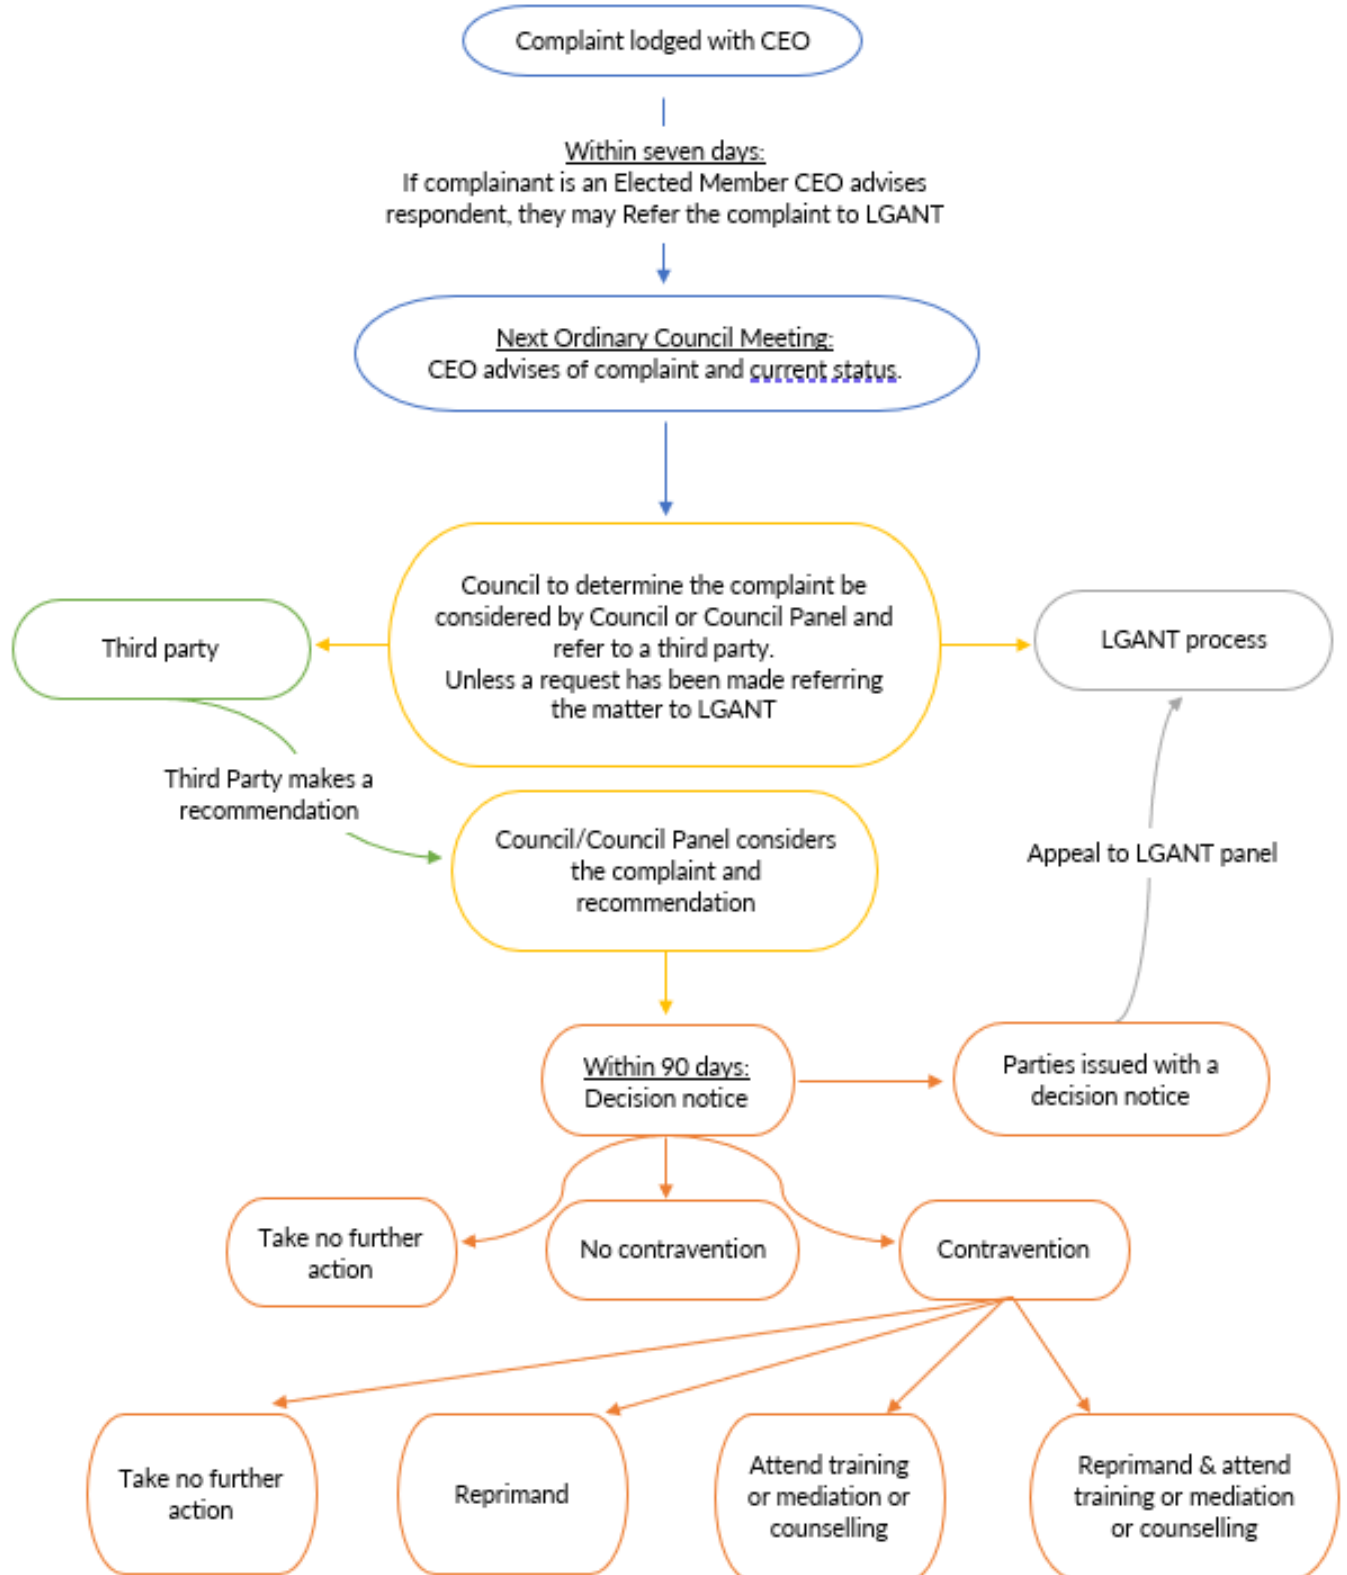 Complaint lodged with CEO
Within seven days:
If complainant is an Elected Member CEO advises
respondent, they may Refer the complaint to LGANT
Next Ordinary Council Meeting:
CEO advises of complaint and current status.
Council to determine the complaint be
considered by Council or Council Panel and
refer to a third party.
Unless a request has been made referring
the matter to LGANT
Third party
LGANT process
Third Party makes a
recommendation
Council/Council Panel considers
the complaint and
recommendation
Appeal to LGANT panel
Within 90 days:
Decision notice
Parties issued with a
decision notice
Take no further
action
No contravention
Contravention
Take no further
action
Reprimand
Attend training
or mediation or
counselling
Reprimand & attend
training or mediation
or counselling